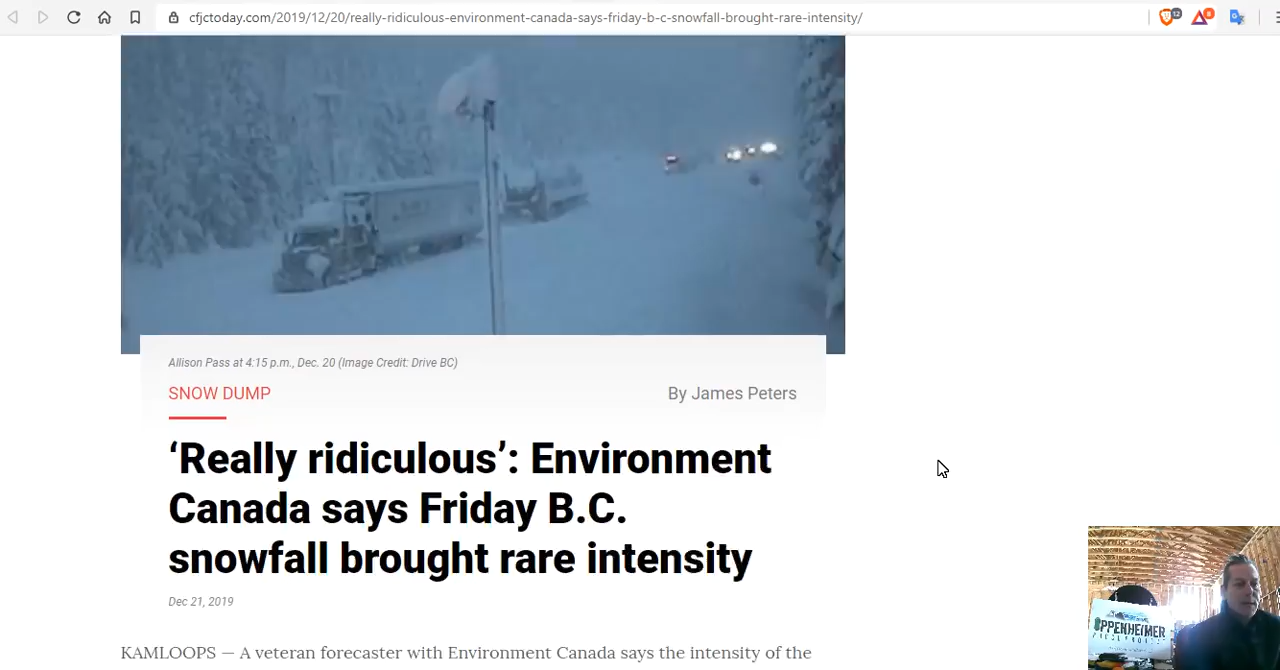 cfjctoday.com/2019/12/20/really-ridiculous-environment-canada-says-friday-b-c-snowfall-brought-rare-intensity/
12
8
Allison Pass at 4:15 p.m., Dec. 20 (Image Credit: Drive BC)
SNOW DUMP
By James Peters
‘Really ridiculous’: Environment
Canada says Friday B.C.
snowfall brought rare intensity
Dec 21, 2019
KAMLOOPS — A veteran forecaster with Environment Canada says the intensity of the
OPPENHEIMER